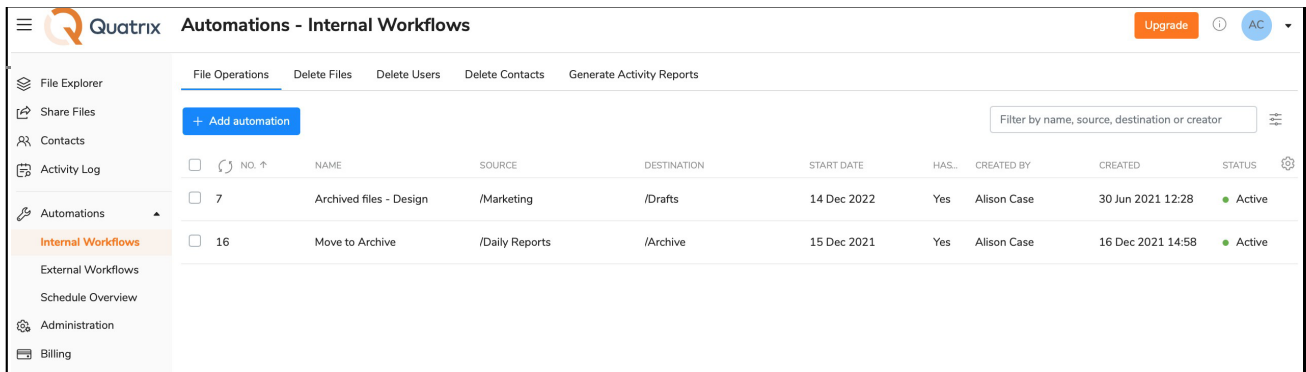 Quatrix Automations - Internal Workflows Upgrade AC
File Explorer
Share Files
Contacts
Activity Log
Automations
Internal Workflows
External Workflows
Schedule Overview
Administration
Billing
File Operations Delete Files Delete Users Delete Contacts Generate Activity Reports
+ Add automation Filter by name, source, destination or creator
NO. ↑ NAME SOURCE DESTINATION START DATE HAS... CREATED BY CREATED STATUS
7 Archived files - Design /Marketing /Drafts 14 Dec 2022 Yes Alison Case 30 Jun 2021 12:28 Active
16 Move to Archive /Daily Reports /Archive 15 Dec 2021 Yes Alison Case 16 Dec 2021 14:58 Active